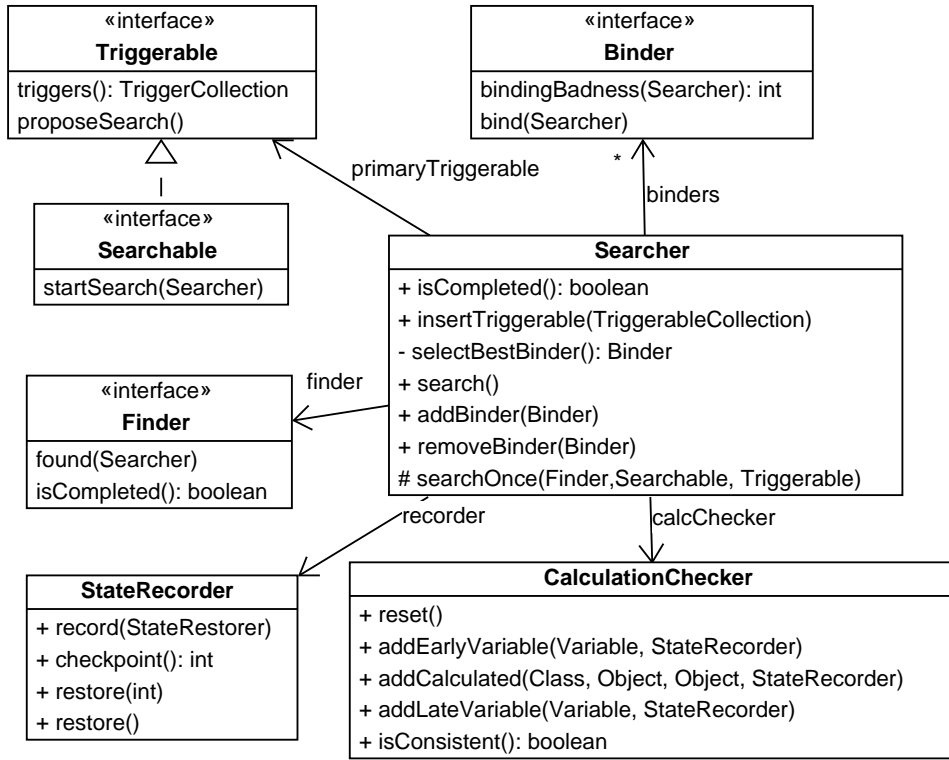 «interface»
Triggerable
triggers(): TriggerCollection
proposeSearch()
«interface»
Binder
bindingBadness(Searcher): int
bind(Searcher)
*
primaryTriggerable
binders
«interface»
Searchable
startSearch(Searcher)
Searcher
+ isCompleted(): boolean
+ insertTriggerable(TriggerableCollection)
- selectBestBinder(): Binder
+ search()
+ addBinder(Binder)
+ removeBinder(Binder)
# searchOnce(Finder,Searchable, Triggerable)
finder
«interface»
Finder
found(Searcher)
isCompleted(): boolean
recorder
calcChecker
StateRecorder
+ record(StateRestorer)
+ checkpoint(): int
+ restore(int)
+ restore()
CalculationChecker
+ reset()
+ addEarlyVariable(Variable, StateRecorder)
+ addCalculated(Class, Object, Object, StateRecorder)
+ addLateVariable(Variable, StateRecorder)
+ isConsistent(): boolean